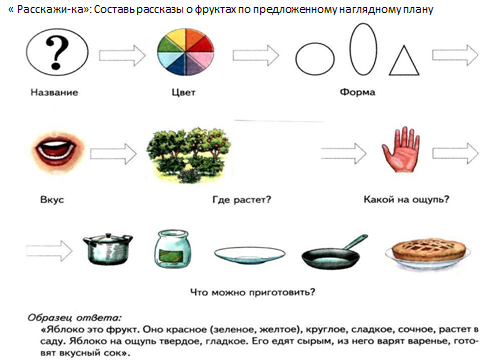 « Расскажи-ка»: Составь рассказы о фруктах по предложенному наглядному плану
?
Название
Цвет
Форма
Вкус
Где растет?
Какой на ощупь?
Что можно приготовить?
Образец ответа:
«Яблоко это фрукт. Оно красное (зеленое, желтое), круглое, сладкое, сочное, растет в
саду. Яблоко на ощупь твердое, гладкое. Его едят сырым, из него варят варенье, гото-
вят вкусный сок».